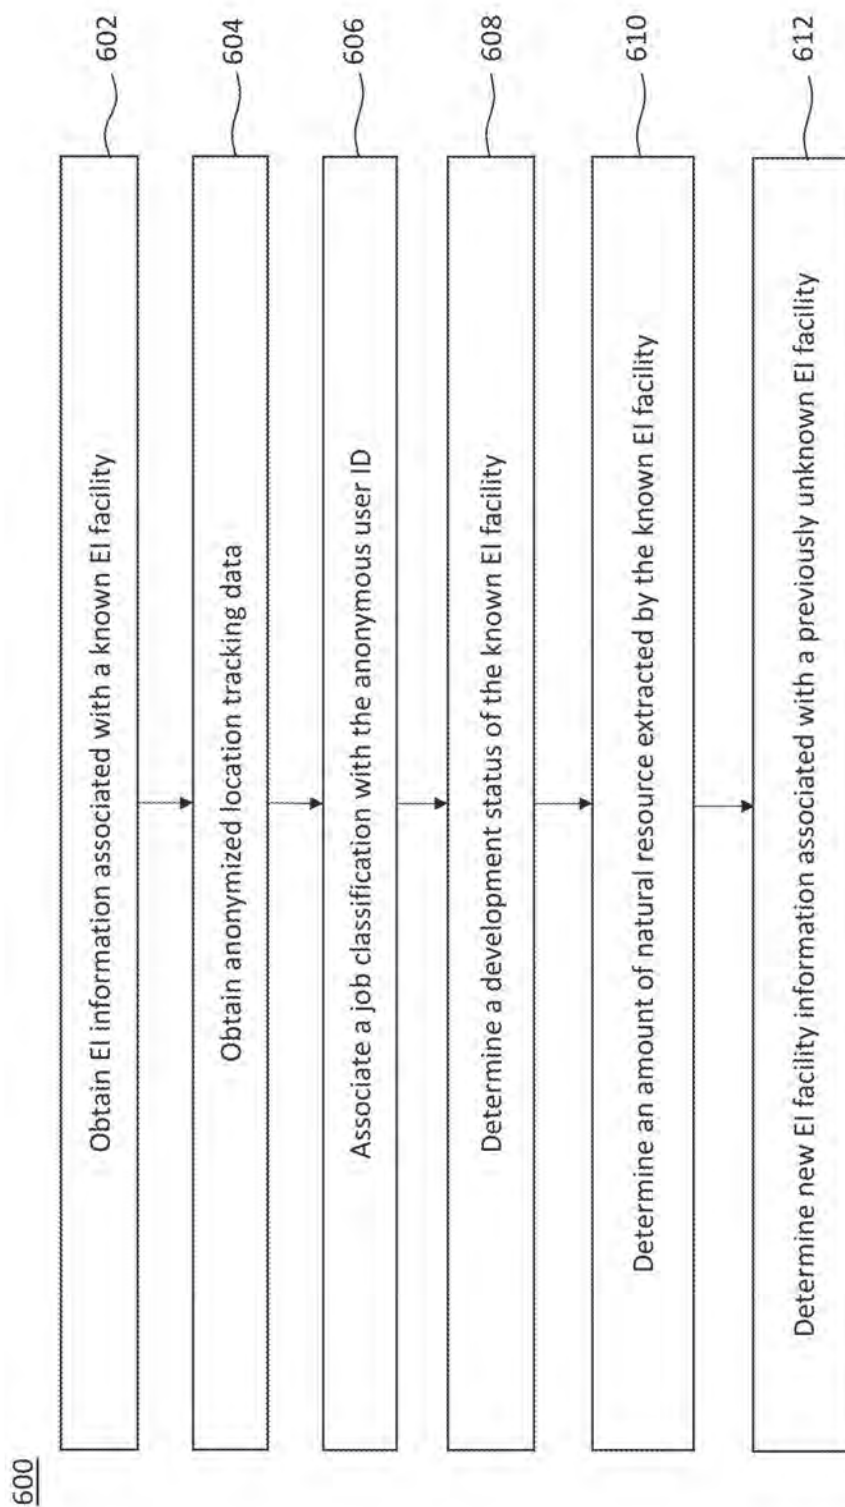 600
Obtain EI information associated with a known EI facility
602
Obtain anonymized location tracking data
604
Associate a job classification with the anonymous user ID
606
Determine a development status of the known EI facility
608
Determine an amount of natural resource extracted by the known EI facility
610
Determine new EI facility information associated with a previously unknown EI facility
612